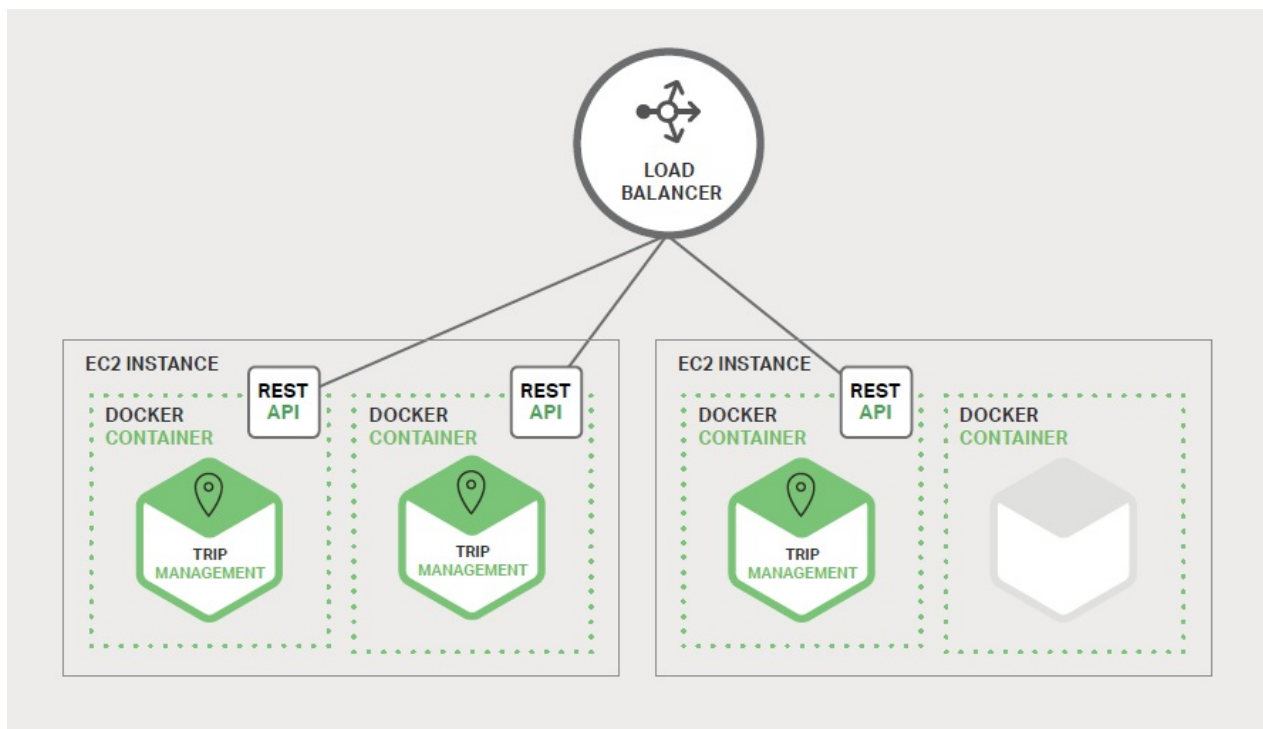 LOAD
BALANCER
EC2 INSTANCE
REST
API
DOCKER
CONTAINER
TRIP
MANAGEMENT
REST
API
DOCKER
CONTAINER
TRIP
MANAGEMENT
EC2 INSTANCE
REST
API
DOCKER
CONTAINER
TRIP
MANAGEMENT
DOCKER
CONTAINER